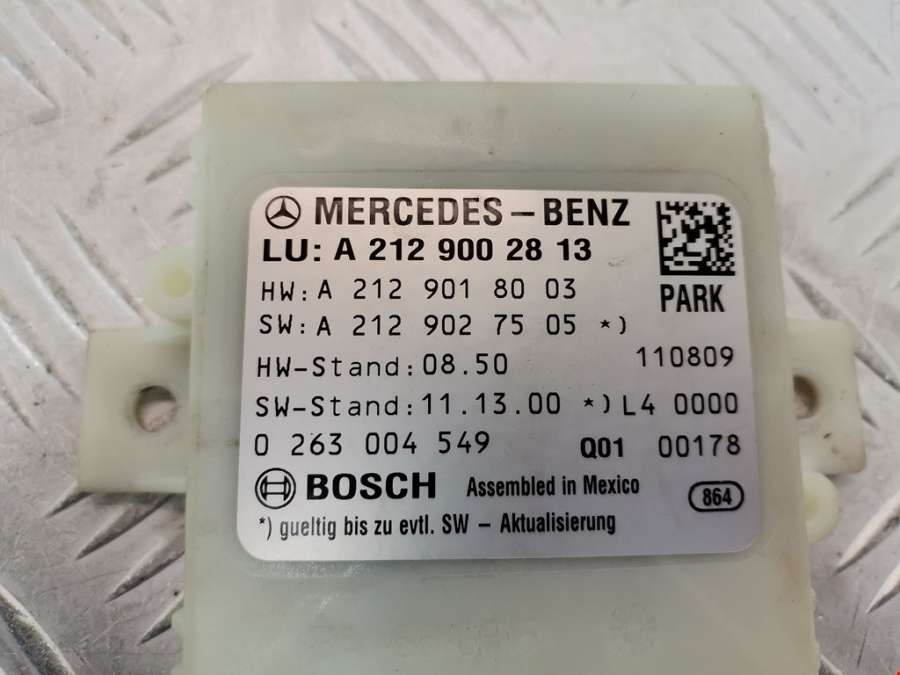 MERCEDES-BENZ
LU: A 212 900 28 13
HW: A 212 901 80 03
PARK
SW: A 212 902 75 05 *)
HW-Stand: 08.50
110809
SW-Stand: 11.13.00 *) L4 0000
0 263 004 549 Q01 00178
BOSCH Assembled in Mexico
864
*) gueltig bis zu evtl. SW - Aktualisierung